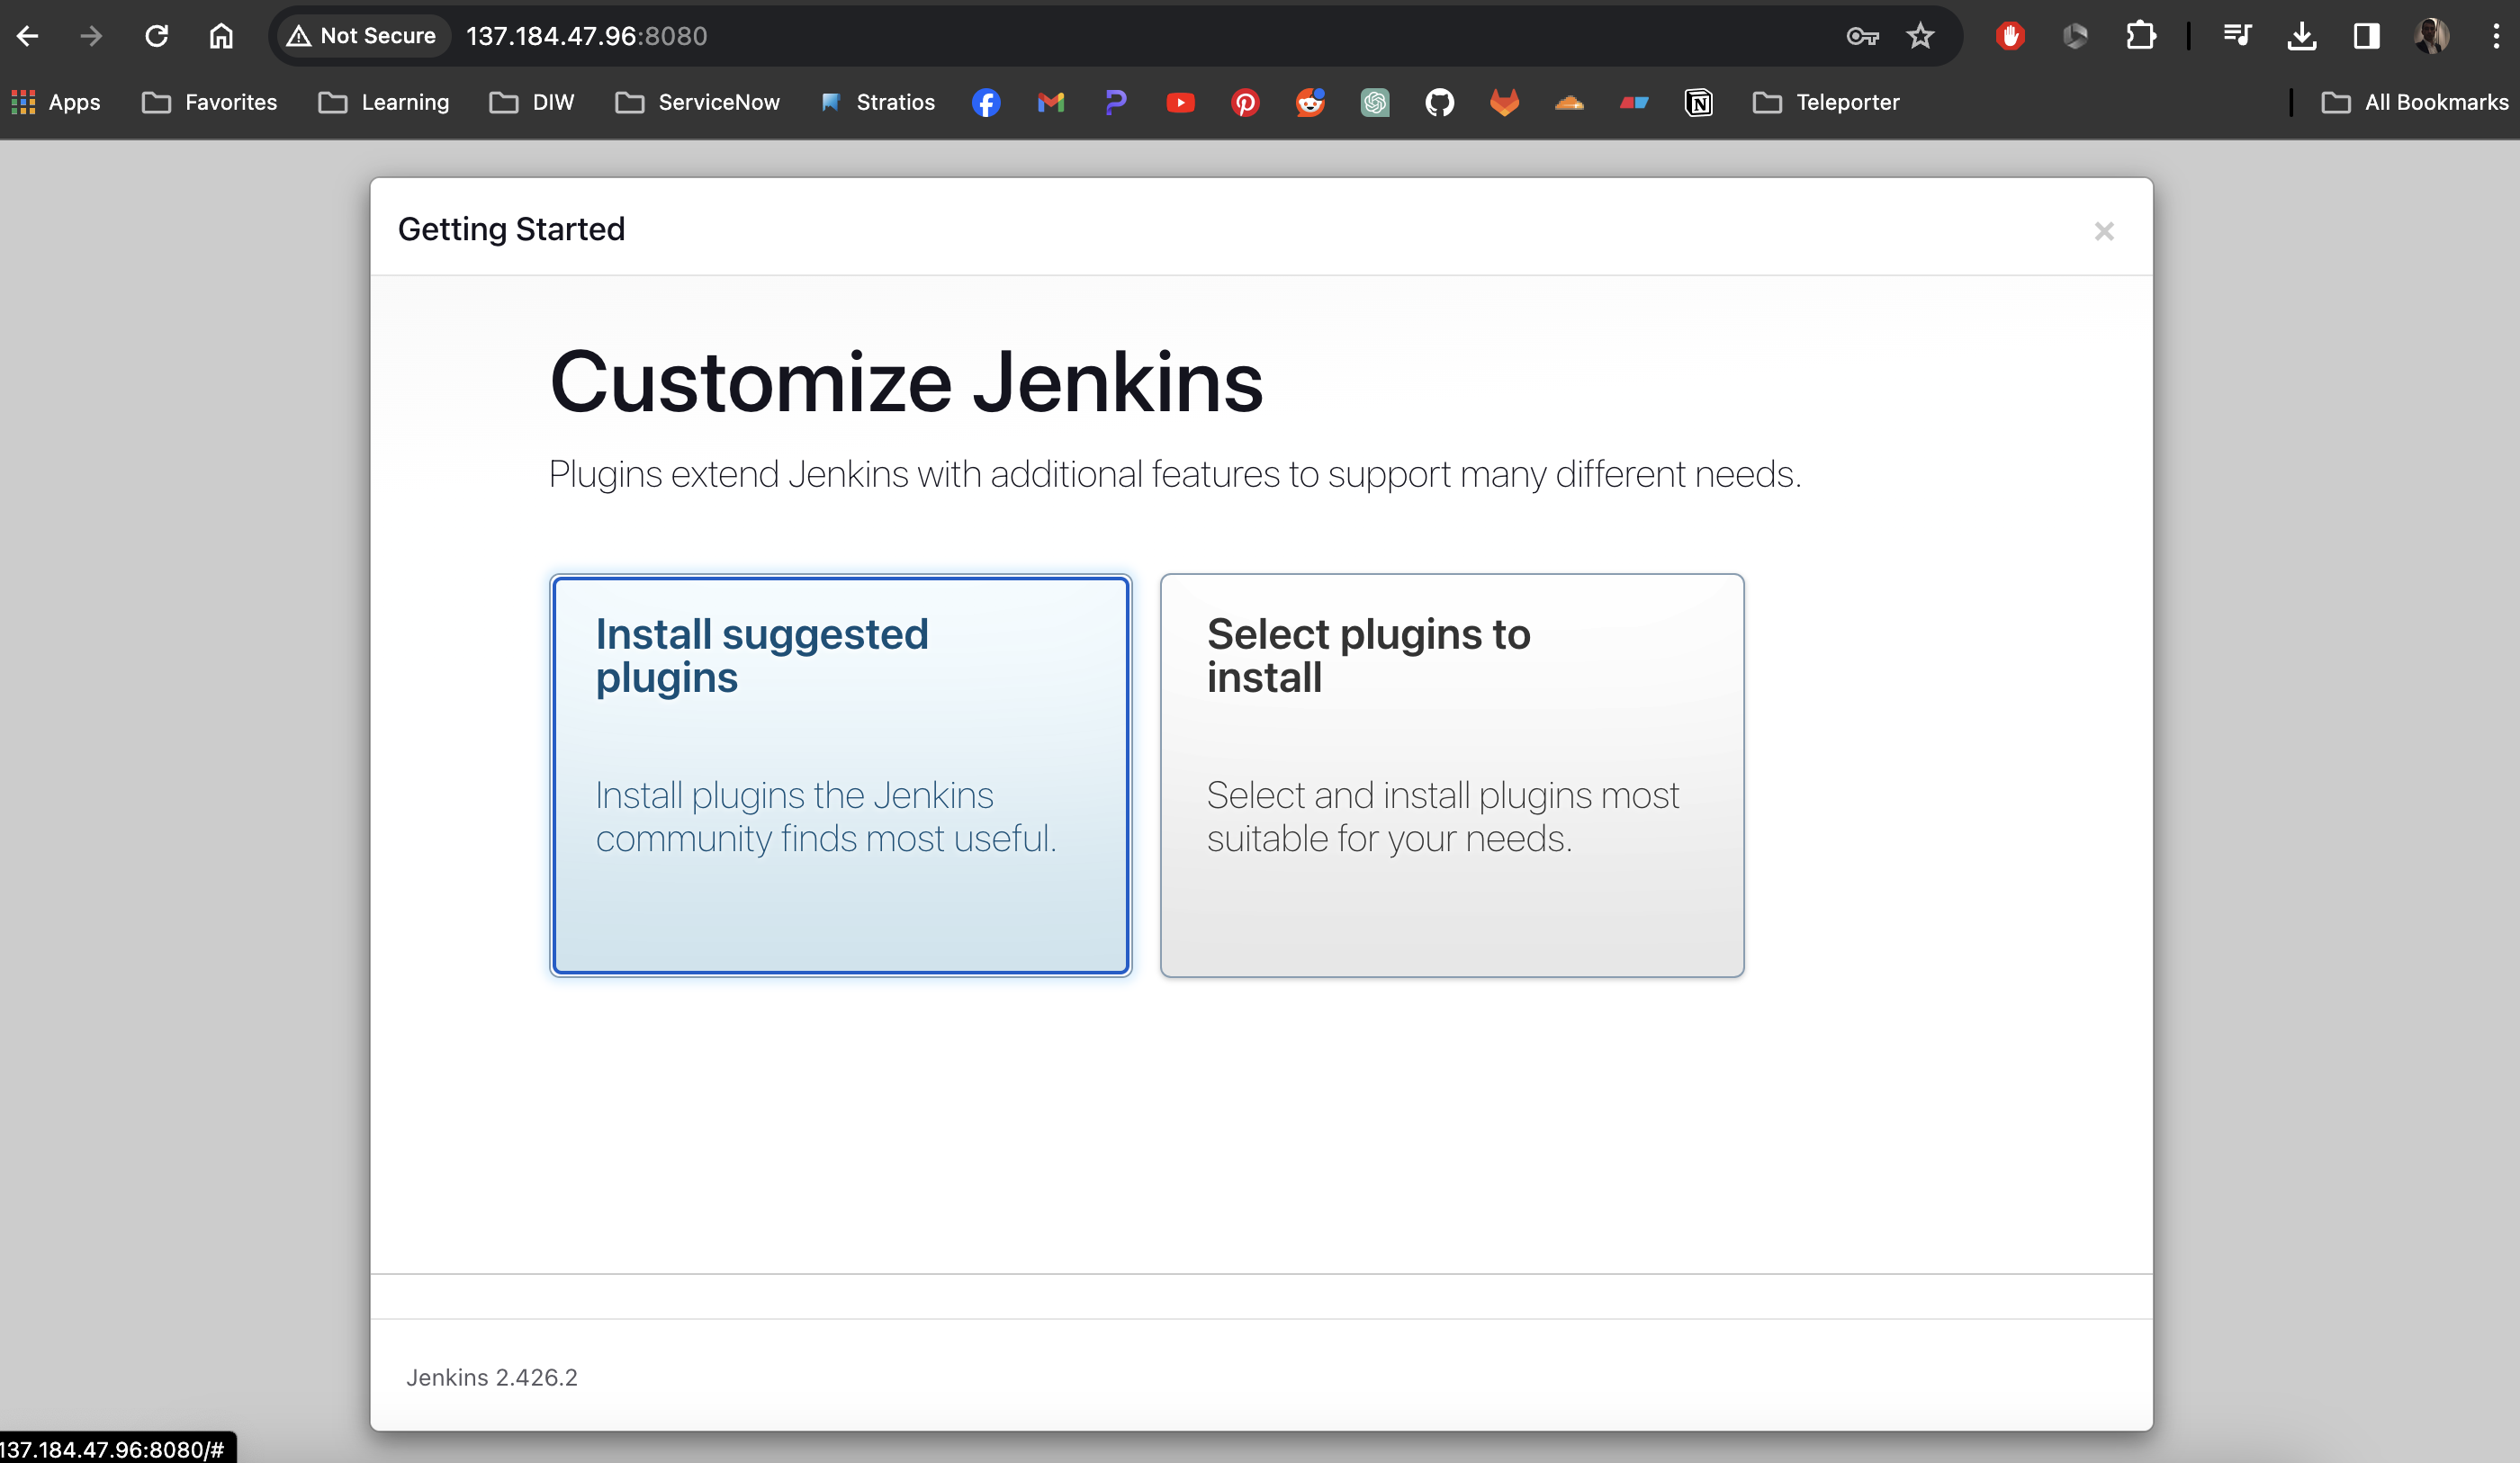 Not Secure 137.184.47.96:8080
Apps Favorites Learning DIW ServiceNow Stratios Teleporter All Bookmarks
Getting Started
Customize Jenkins
Plugins extend Jenkins with additional features to support many different needs.
Install suggested
plugins
Install plugins the Jenkins
community finds most useful.
Select plugins to
install
Select and install plugins most
suitable for your needs.
Jenkins 2.426.2
137.184.47.96:8080/#